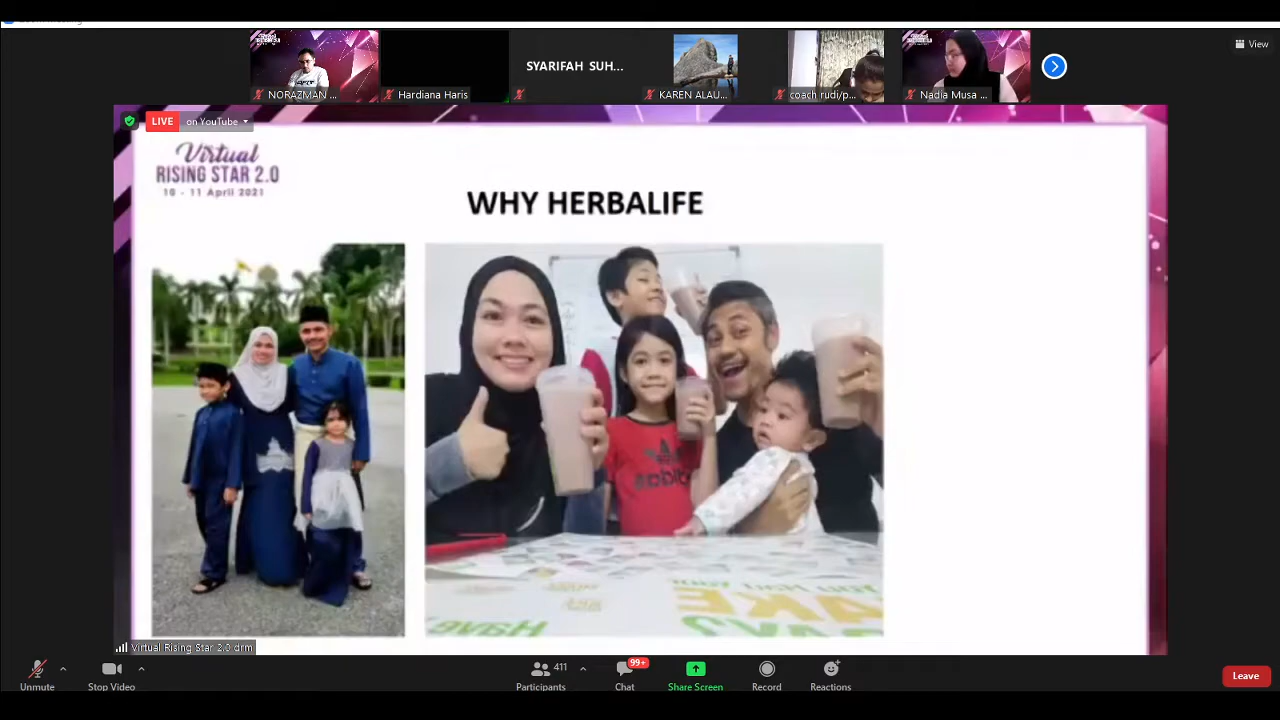 View
NORAZMAN ...
Hardiana Haris
SYARIFAH SUH...
KAREN ALAU...
coach rudi/p...
Nadia Musa ...
LIVE on YouTube
Virtual
RISING STAR 2.0
10 - 11 April 2021
WHY HERBALIFE
adidas
Virtual Rising Star 2.0 drm
Unmute
Stop Video
411
Participants
99+
Chat
Share Screen
Record
Reactions
Leave